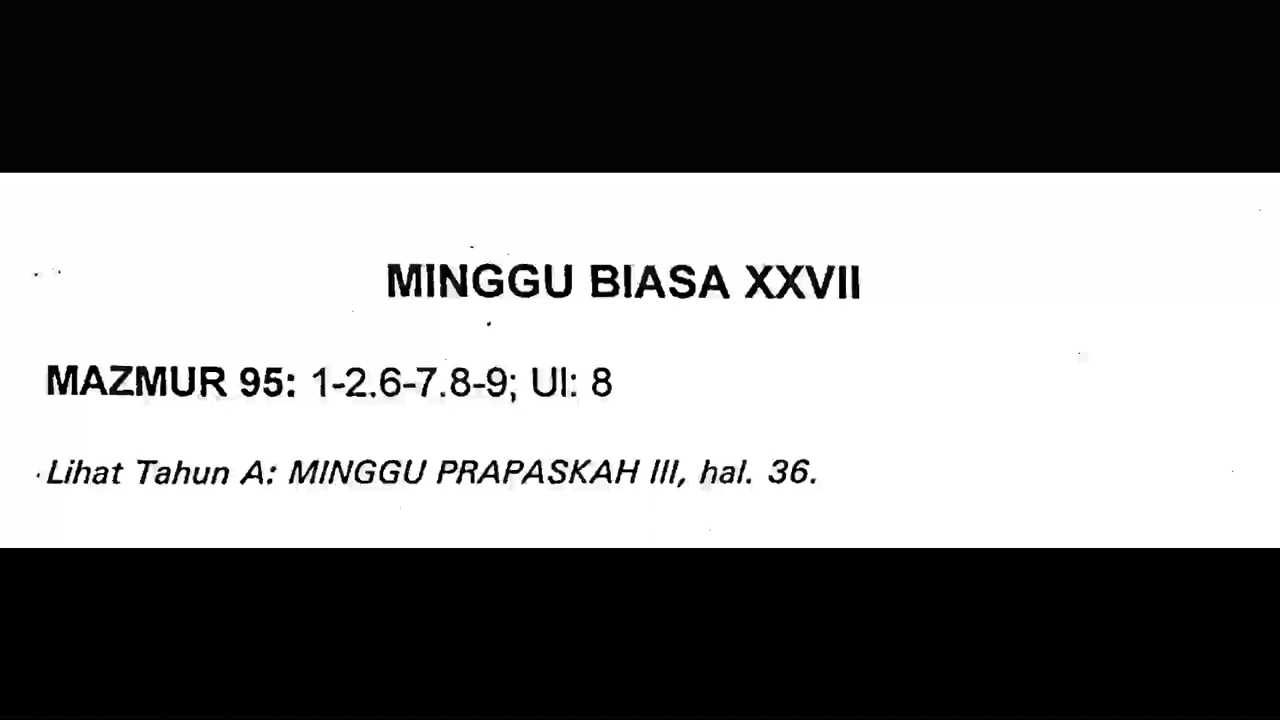 MINGGU BIASA XXVII
MAZMUR 95: 1-2.6-7.8-9; Ul: 8
Lihat Tahun A: MINGGU PRAPASKAH III, hal. 36.